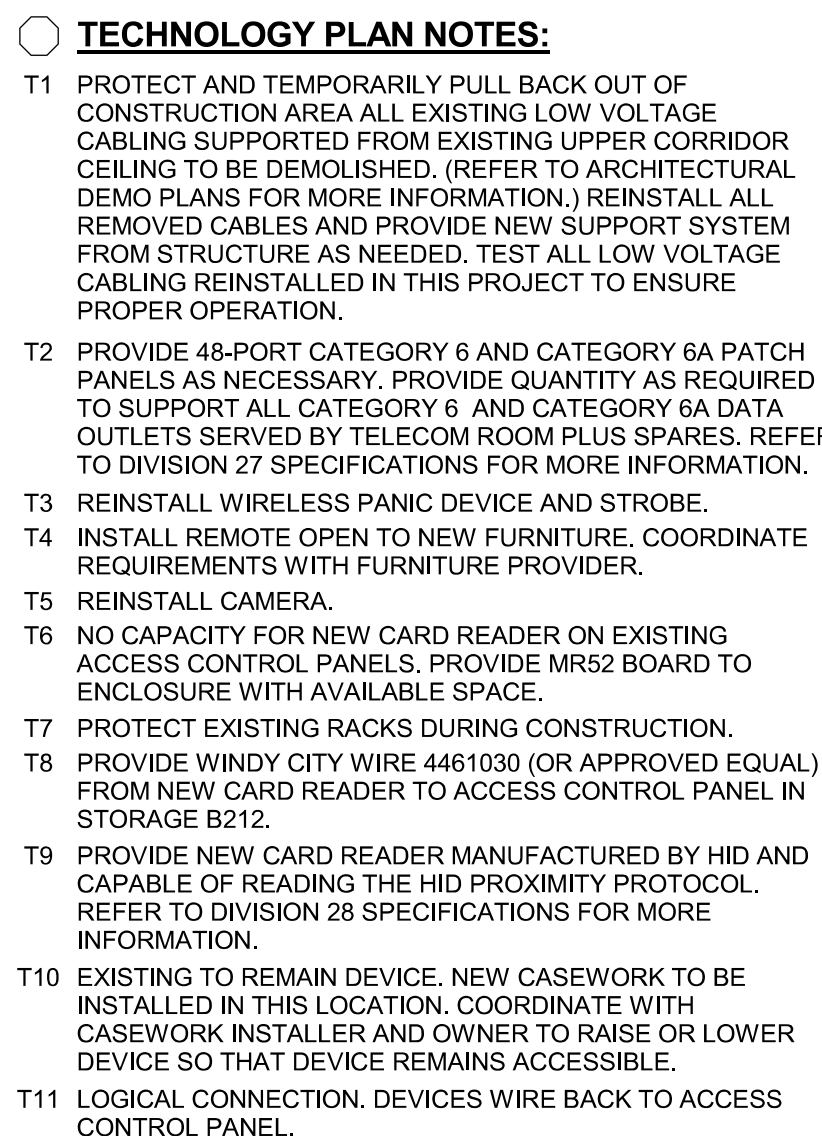 TECHNOLOGY PLAN NOTES:
T1 PROTECT AND TEMPORARILY PULL BACK OUT OF
CONSTRUCTION AREA ALL EXISTING LOW VOLTAGE
CABLING SUPPORTED FROM EXISTING UPPER CORRIDOR
CEILING TO BE DEMOLISHED. (REFER TO ARCHITECTURAL
DEMO PLANS FOR MORE INFORMATION.) REINSTALL ALL
REMOVED CABLES AND PROVIDE NEW SUPPORT SYSTEM
FROM STRUCTURE AS NEEDED. TEST ALL LOW VOLTAGE
CABLING REINSTALLED IN THIS PROJECT TO ENSURE
PROPER OPERATION.
T2 PROVIDE 48-PORT CATEGORY 6 AND CATEGORY 6A PATCH
PANELS AS NECESSARY. PROVIDE QUANTITY AS REQUIRED
TO SUPPORT ALL CATEGORY 6 AND CATEGORY 6A DATA
OUTLETS SERVED BY TELECOM ROOM PLUS SPARES. REFER
TO DIVISION 27 SPECIFICATIONS FOR MORE INFORMATION.
T3 REINSTALL WIRELESS PANIC DEVICE AND STROBE.
T4 INSTALL REMOTE OPEN TO NEW FURNITURE. COORDINATE
REQUIREMENTS WITH FURNITURE PROVIDER.
T5 REINSTALL CAMERA.
T6 NO CAPACITY FOR NEW CARD READER ON EXISTING
ACCESS CONTROL PANELS. PROVIDE MR52 BOARD TO
ENCLOSURE WITH AVAILABLE SPACE.
T7 PROTECT EXISTING RACKS DURING CONSTRUCTION.
T8 PROVIDE WINDY CITY WIRE 4461030 (OR APPROVED EQUAL)
FROM NEW CARD READER TO ACCESS CONTROL PANEL IN
STORAGE B212.
T9 PROVIDE NEW CARD READER MANUFACTURED BY HID AND
CAPABLE OF READING THE HID PROXIMITY PROTOCOL.
REFER TO DIVISION 28 SPECIFICATIONS FOR MORE
INFORMATION.
T10 EXISTING TO REMAIN DEVICE. NEW CASEWORK TO BE
INSTALLED IN THIS LOCATION. COORDINATE WITH
CASEWORK INSTALLER AND OWNER TO RAISE OR LOWER
DEVICE SO THAT DEVICE REMAINS ACCESSIBLE.
T11 LOGICAL CONNECTION. DEVICES WIRE BACK TO ACCESS
CONTROL PANEL.